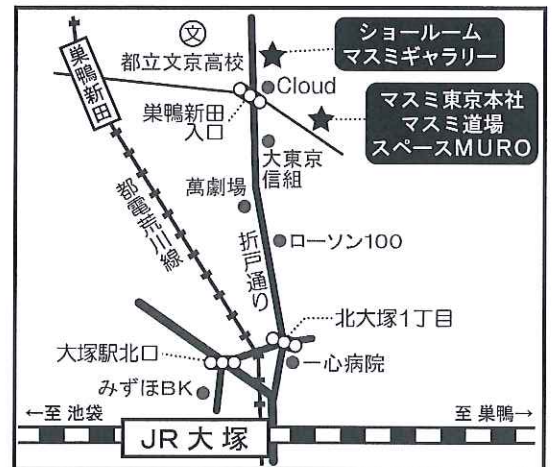 ショールーム
マスミギャラリー
都立文京高校
文
Cloud
巣鴨新田
マスミ東京本社
マスミ道場
スペースMURO
巣鴨新田
入口
大東京
信組
萬劇場
都電荒川線
折戸通り
ローソン100
北大塚1丁目
大塚駅北口
一心病院
みずほBK
←至 池袋
至 巣鴨→
JR大塚